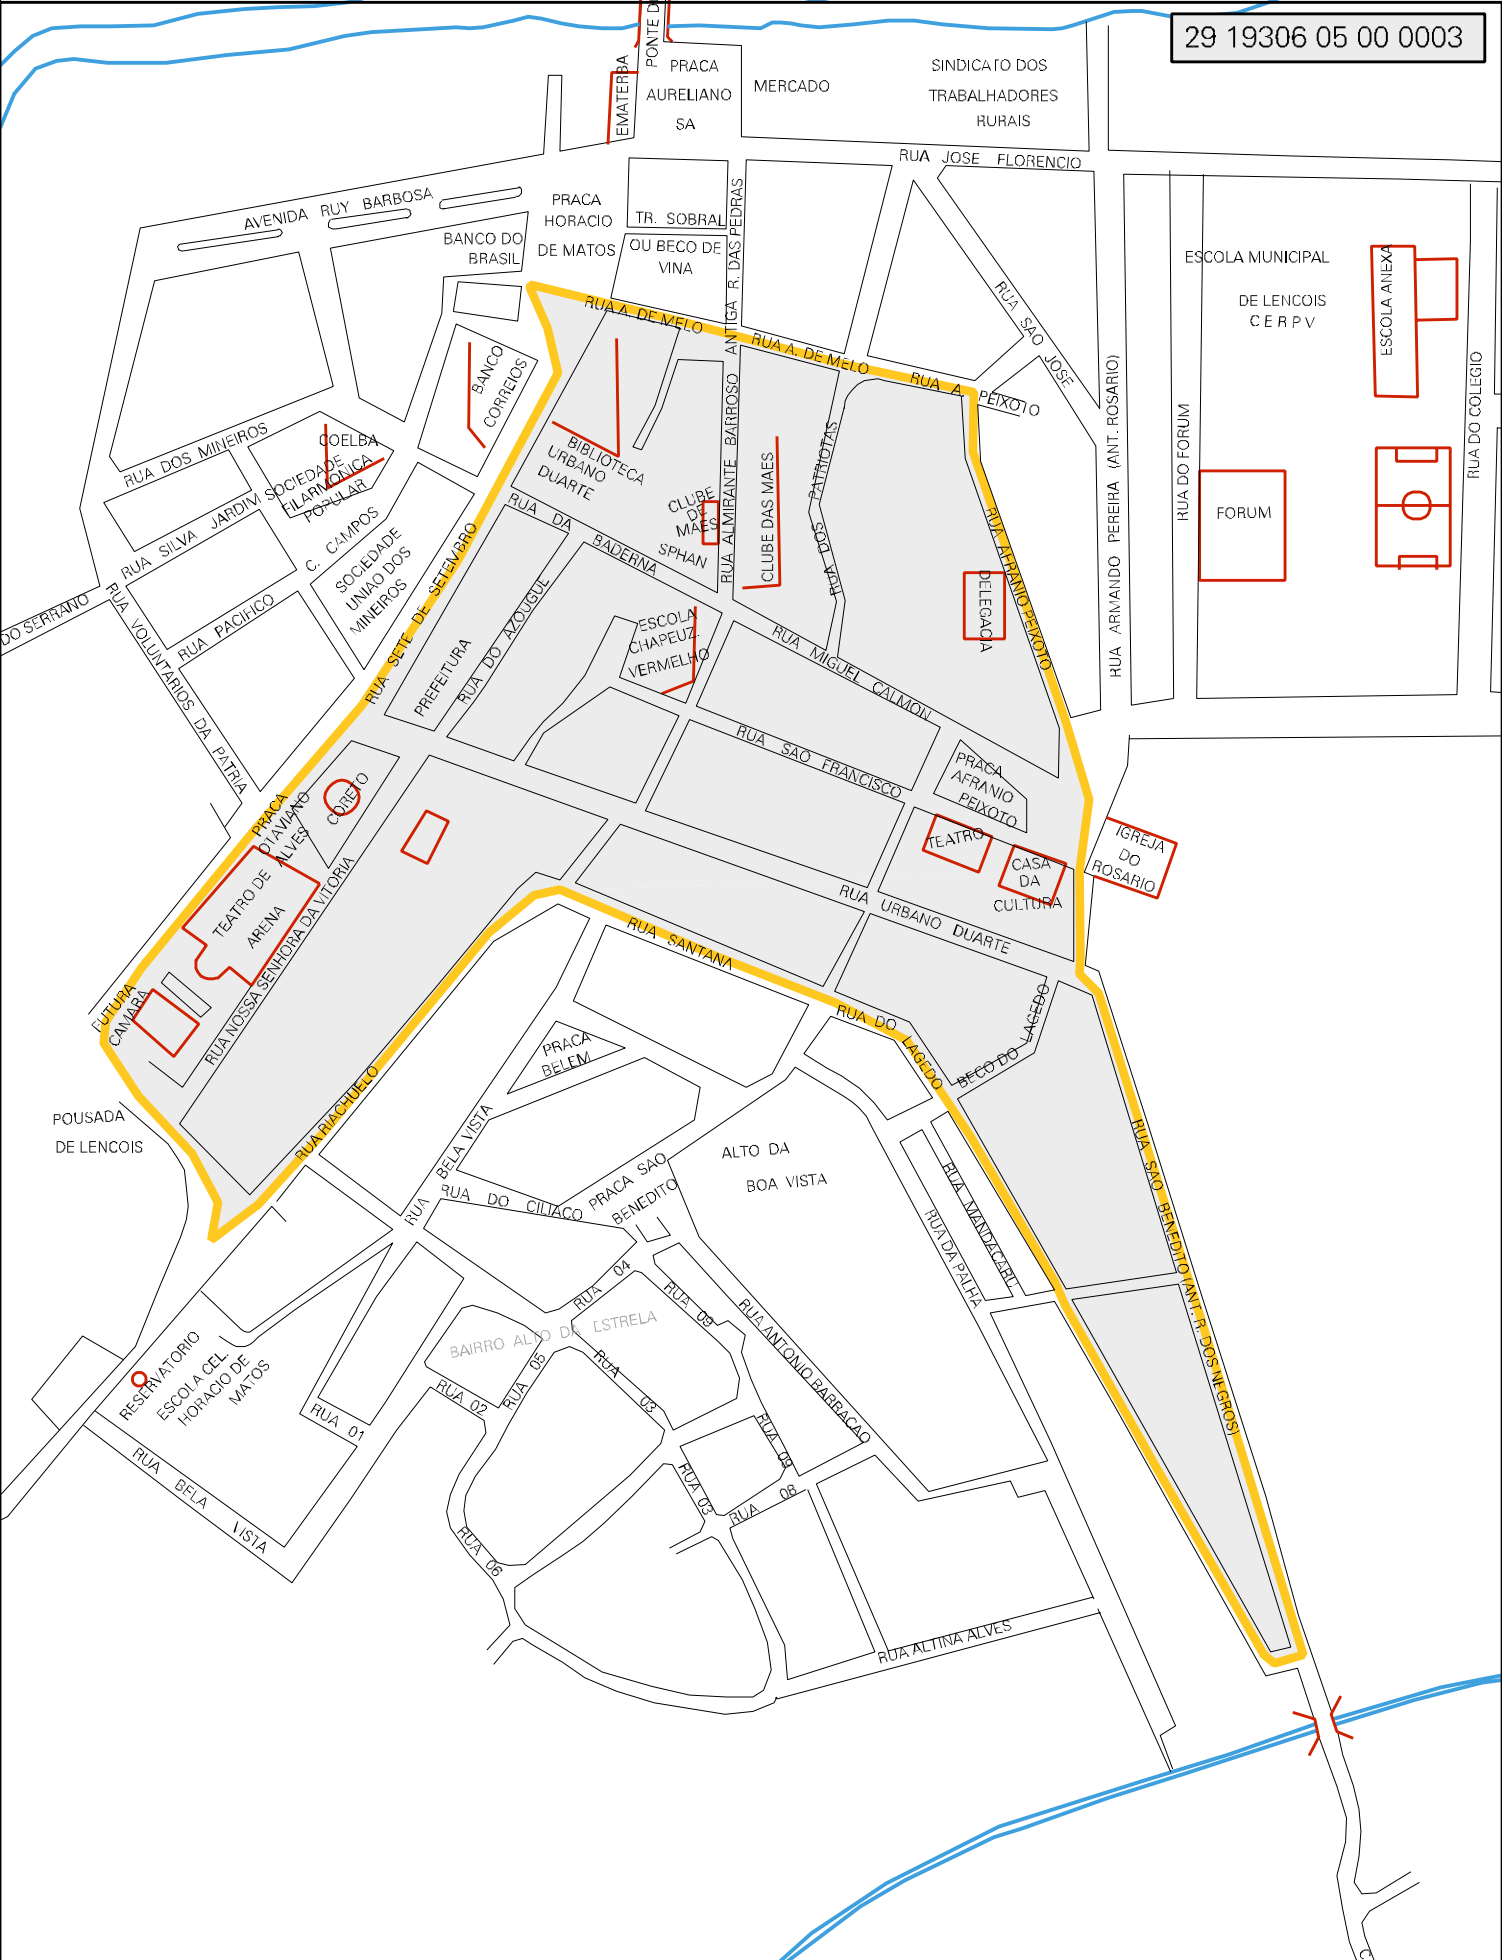 29 19306 05 00 0003
PONTE D
EMATERBA
PRACA
AURELIANO
SA
MERCADO
SINDICATO DOS
TRABALHADORES
RURAIS
RUA JOSE FLORENCIO
AVENIDA RUY BARBOSA
PRACA
HORACIO
DE MATOS
TR. SOBRAL
OU BECO DE
VINA
BANCO DO
BRASIL
RUA ALMIRANTE BARROSO ANTIGA R. DAS PEDRAS
ESCOLA MUNICIPAL
DE LENCOIS
CERPV
ESCOLA ANEXA
RUA A. DE MELO
RUA A. DE MELO
RUA A. PEIXOTO
RUA SAO JOSE
RUA ARMANDO PEREIRA (ANT. ROSARIO)
RUA DO FORUM
RUA DO COLEGIO
FORUM
BANCO
CORREIOS
COELBA
RUA DOS MINEIROS
SOCIEDADE
FILARMONICA
POPULAR
RUA SILVA JARDIM
BIBLIOTECA
URBANO
DUARTE
CLUBE
DE
MAES
SPHAN
CLUBE DAS MAES
RUA DOS PATRIOTAS
RUA AFRANIO PEIXOTO
DELEGACIA
RUA DA BADERNA
RUA PACIFICO C. CAMPOS
SOCIEDADE
UNIAO DOS
MINEIROS
RUA SETE DE SETEMBRO
DO SERRANO
RUA VOLUNTARIOS DA PATRIA
PREFEITURA
RUA DO AZOUGUE
ESCOLA
CHAPEUZ.
VERMELHO
RUA MIGUEL CALMON
RUA SAO FRANCISCO
PRACA
AFRANIO
PEIXOTO
PRACA
OTAVIANO
ALVES
CORETO
TEATRO
CASA
DA
CULTURA
IGREJA
DO
ROSARIO
TEATRO DE
ARENA
RUA NOSSA SENHORA DA VITORIA
RUA URBANO DUARTE
RUA SANTANA
FUTURA
CAMARA
RUA DO LAGEDO
BECO DO LAGEDO
PRACA
BELEM
POUSADA
DE LENCOIS
RUA RIACHUELO
RUA BELA VISTA
RUA DO CILIACO
PRACA SAO
BENEDITO
ALTO DA
BOA VISTA
RUA SAO BENEDITO (ANT. R. DOS NEGROS)
RUA MANDACARU
RUA DA PALHA
RUA 04
RUA 09
BAIRRO ALTO DA ESTRELA
RUA ANTONIO BARRACAO
RESERVATORIO
ESCOLA CEL.
HORACIO DE
MATOS
RUA 05
RUA 03
RUA 02
RUA 01
RUA 09
RUA 03
RUA 08
RUA BELA VISTA
RUA 06
RUA ALTINA ALVES
C